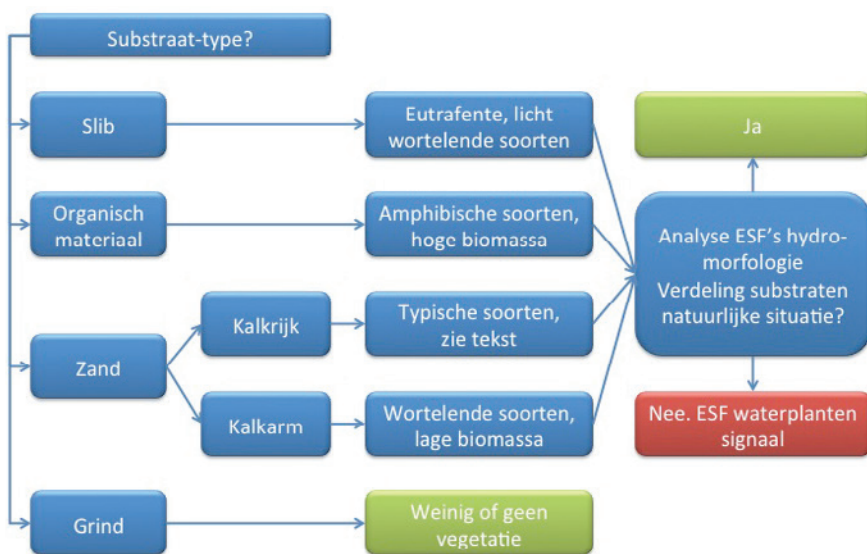 Substraat-type?
Slib
Eutrafente, licht
wortelende soorten
Ja
Organisch
materiaal
Amphibische soorten,
hoge biomassa
Analyse ESF's hydro-
morfologie
Verdeling substraten
natuurlijke situatie?
Zand
Kalkrijk
Typische soorten,
zie tekst
Kalkarm
Wortelende soorten,
lage biomassa
Nee. ESF waterplanten
signaal
Grind
Weinig of geen
vegetatie